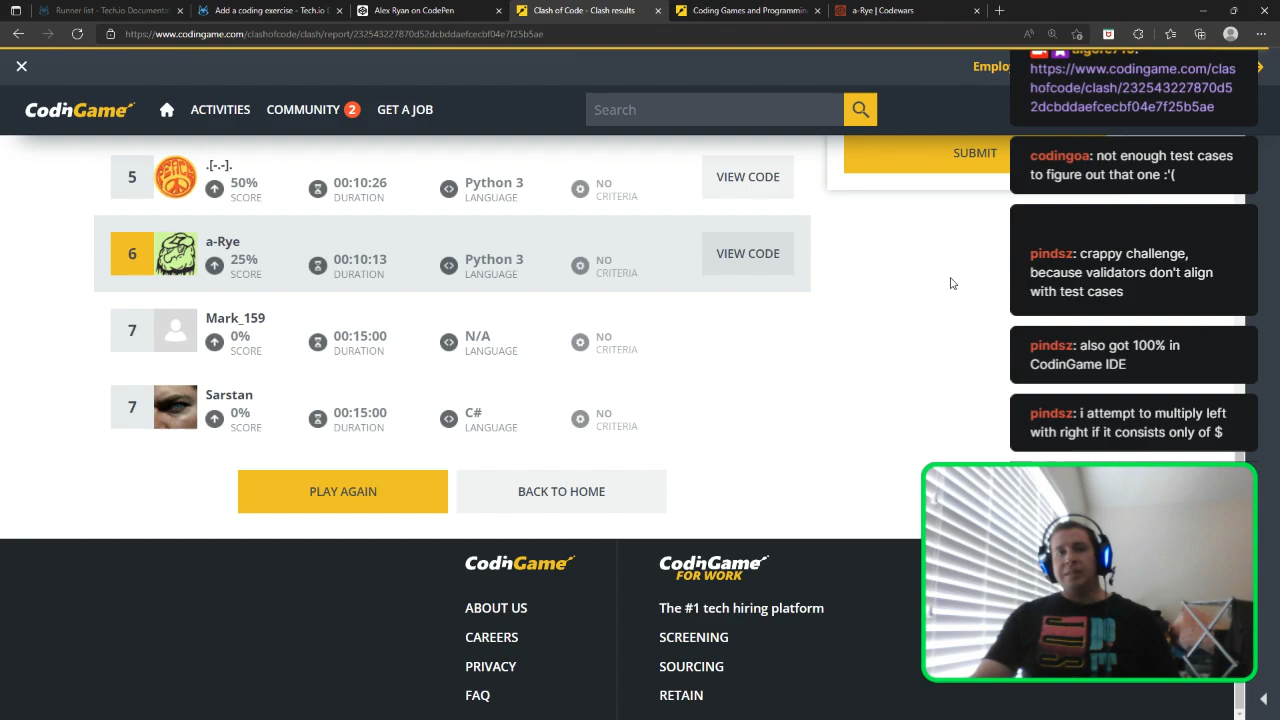 Runner list - Tech.io Documentat
Add a coding exercise - Tech.io D
Alex Ryan on CodePen
Clash of Code - Clash results
Coding Games and Programming
a-Rye | Codewars
https://www.codingame.com/clashofcode/clash/report/232543227870d52dcbddaefcecbf04e7f25b5ae
Emplo
CODINGAME
ACTIVITIES
COMMUNITY 2
GET A JOB
Search
SUBMIT
5
PEACE
.[-.-].
50%
SCORE
00:10:26
DURATION
Python 3
LANGUAGE
NO
CRITERIA
VIEW CODE
6
a-Rye
25%
SCORE
00:10:13
DURATION
Python 3
LANGUAGE
NO
CRITERIA
VIEW CODE
7
Mark_159
0%
SCORE
00:15:00
DURATION
N/A
LANGUAGE
NO
CRITERIA
7
Sarstan
0%
SCORE
00:15:00
DURATION
C#
LANGUAGE
NO
CRITERIA
PLAY AGAIN
BACK TO HOME
CODINGAME
ABOUT US
CAREERS
PRIVACY
FAQ
CODINGAME
FOR WORK
The #1 tech hiring platform
SCREENING
SOURCING
RETAIN
https://www.codingame.com/clas
hofcode/clash/232543227870d5
2dcbddaefcecbf04e7f25b5ae
codingoa: not enough test cases
to figure out that one :'(
pindsz: crappy challenge,
because validators don't align
with test cases
pindsz: also got 100% in
CodinGame IDE
pindsz: i attempt to multiply left
with right if it consists only of $